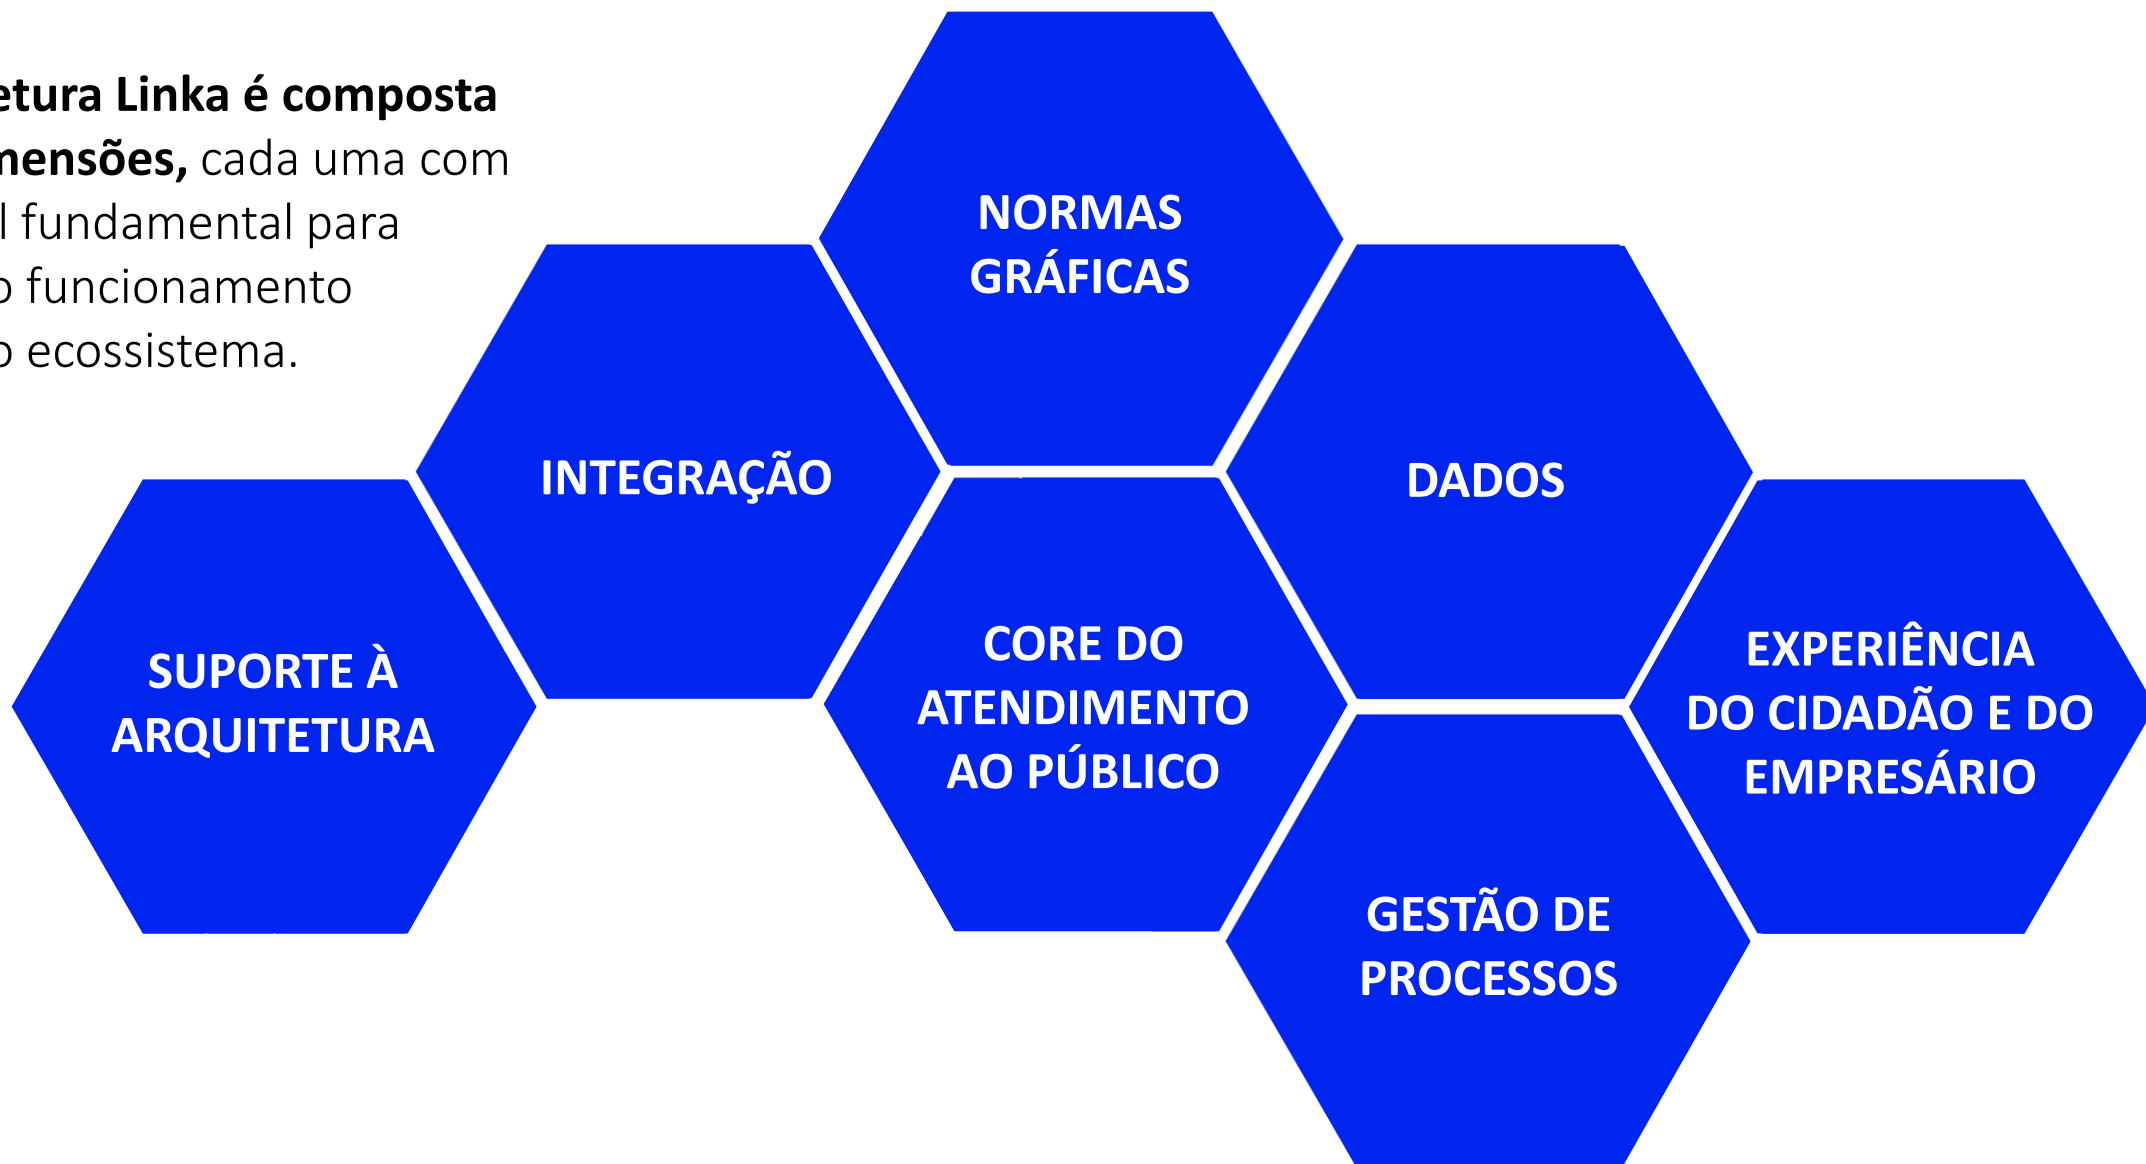 etura Linka é composta
mensões, cada uma com
l fundamental para
o funcionamento
o ecossistema.
NORMAS
GRÁFICAS
INTEGRAÇÃO
DADOS
SUPORTE À
ARQUITETURA
CORE DO
ATENDIMENTO
AO PÚBLICO
EXPERIÊNCIA
DO CIDADÃO E DO
EMPRESÁRIO
GESTÃO DE
PROCESSOS